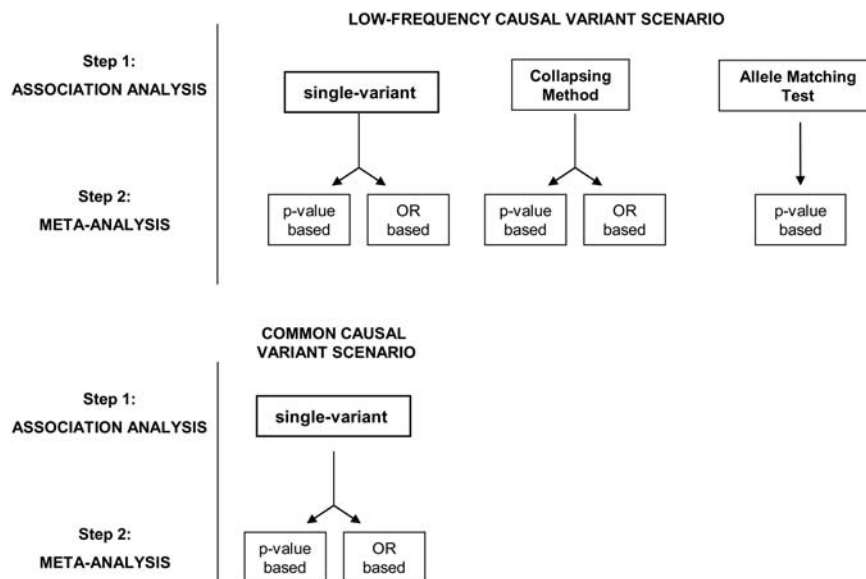 LOW-FREQUENCY CAUSAL VARIANT SCENARIO
Step 1:
ASSOCIATION ANALYSIS
single-variant
Collapsing
Method
Allele Matching
Test
Step 2:
META-ANALYSIS
p-value
based
OR
based
p-value
based
OR
based
p-value
based
COMMON CAUSAL
VARIANT SCENARIO
Step 1:
ASSOCIATION ANALYSIS
single-variant
Step 2:
META-ANALYSIS
p-value
based
OR
based